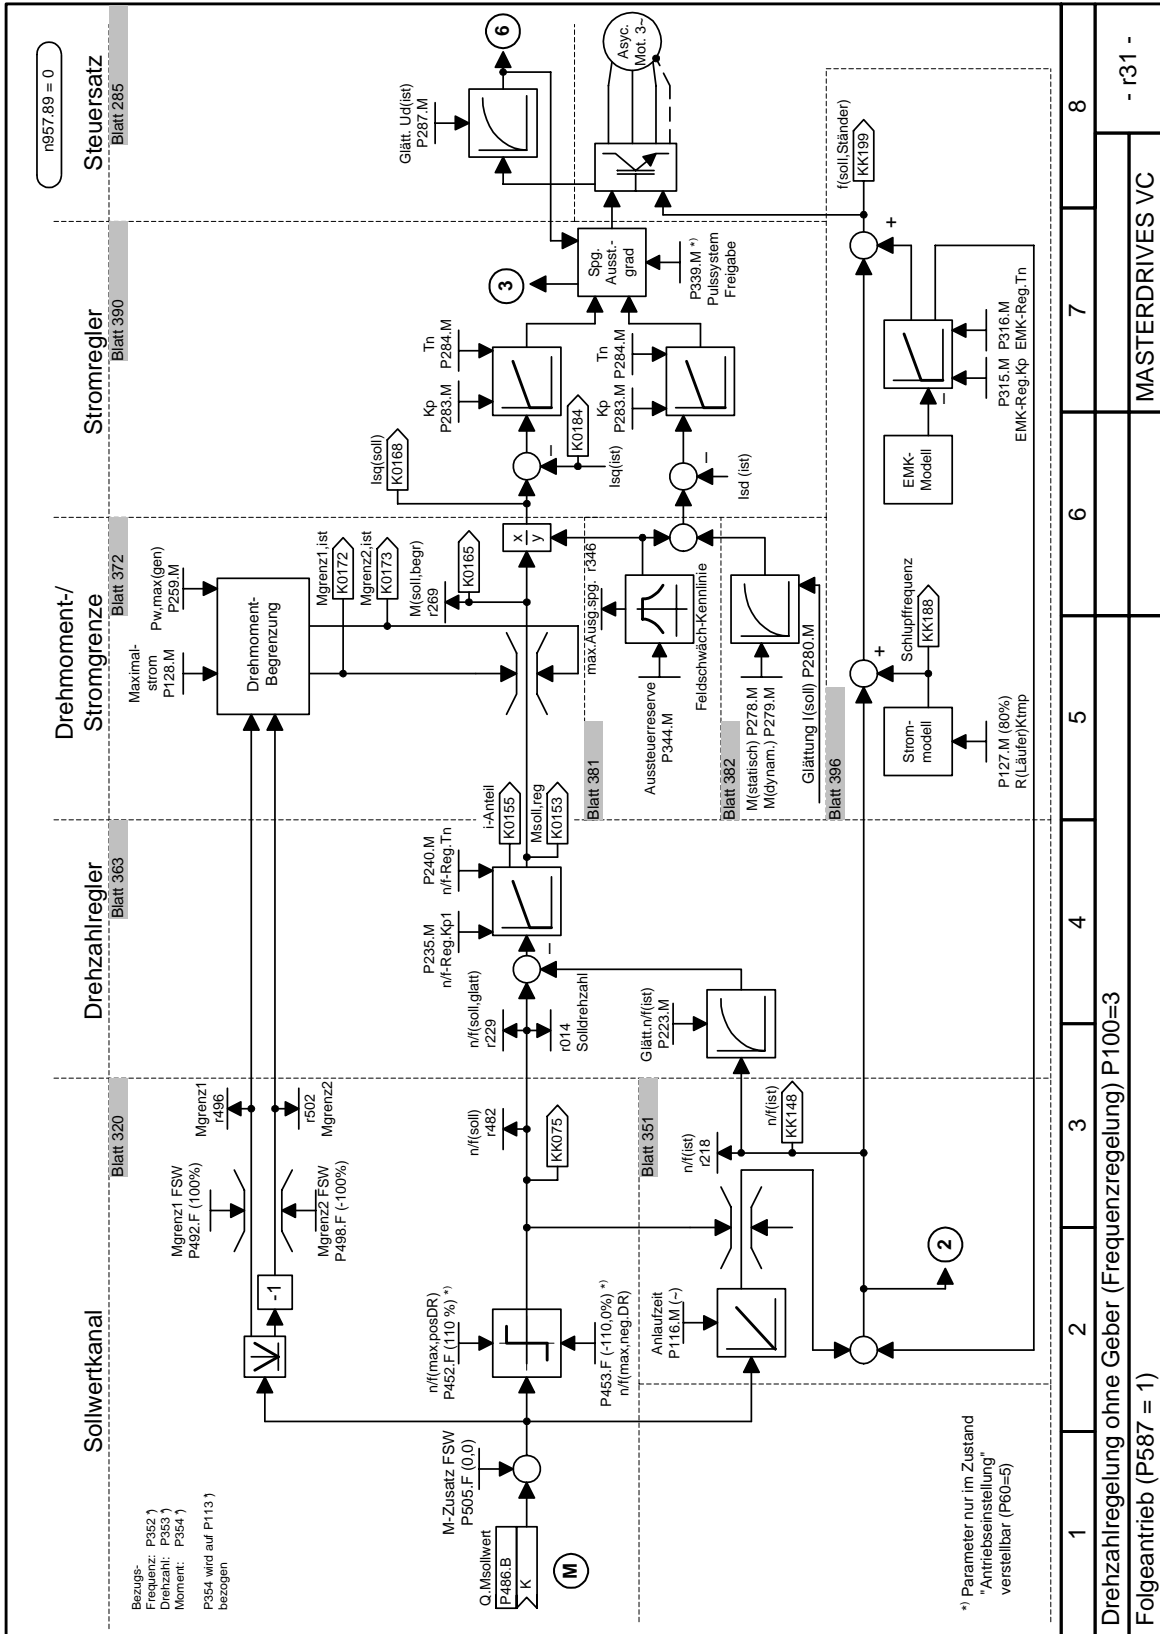 n957.89 = 0
Sollwertkanal
Blatt 320
Drehzahlregler
Blatt 363
Drehmoment-/
Stromgrenze
Blatt 372
Stromregler
Blatt 390
Steuersatz
Blatt 285
Bezugs-
Frequenz: P352 *)
Drehzahl: P353 *)
Moment: P354 *)
P354 wird auf P113 *)
bezogen
Mgrenz1 FSW
P492.F (100%)
Mgrenz2 FSW
P498.F (-100%)
-1
Mgrenz1
r496
r502
Mgrenz2
Maximal-
strom
P128.M
Pw,max(gen)
P259.M
Drehmoment-
Begrenzung
Mgrenz1,ist
K0172
Mgrenz2,ist
K0173
Glätt. Ud(ist)
P287.M
6
Asyc.
Mot. 3~
Q.Msollwert
P486.B
K
M
M-Zusatz FSW
P505.F (0,0)
n/f(max,posDR)
P452.F (110 %) *)
P453.F (-110,0%) *)
n/f(max,neg.DR)
n/f(soll)
r482
KK075
n/f(soll,glatt)
r229
r014
Solldrehzahl
P235.M
n/f-Reg.Kp1
P240.M
n/f-Reg.Tn
i-Anteil
K0155
Msoll,reg
K0153
M(soll,begr)
r269
K0165
x
y
Isq(soll)
K0168
K0184
Isq(ist)
Kp
P283.M
Tn
P284.M
3
Spg.
Ausst.-
grad
P339.M *)
Pulssystem
Freigabe
Blatt 381
max.Ausg.spg. r346
Aussteuerreserve
P344.M
Feldschwäch-Kennlinie
Isd (ist)
Kp
P283.M
Tn
P284.M
Blatt 382
M(statisch) P278.M
M(dynam.) P279.M
Glättung I(soll) P280.M
Blatt 351
Anlaufzeit
P116.M (~)
n/f(ist)
r218
n/f(ist)
KK148
Glätt.n/f(ist)
P223.M
2
Blatt 396
Strom-
modell
P127.M (80%)
R(Läufer)Ktmp
Schlupffrequenz
KK188
+
EMK-
Modell
P315.M
EMK-Reg.Kp
P316.M
EMK-Reg.Tn
+
f(soll,Ständer)
KK199
*) Parameter nur im Zustand
"Antriebseinstellung"
verstellbar (P60=5)
1 2 3 4 5 6 7 8
Drehzahlregelung ohne Geber (Frequenzregelung) P100=3
Folgeantrieb (P587 = 1)
MASTERDRIVES VC
- r31 -